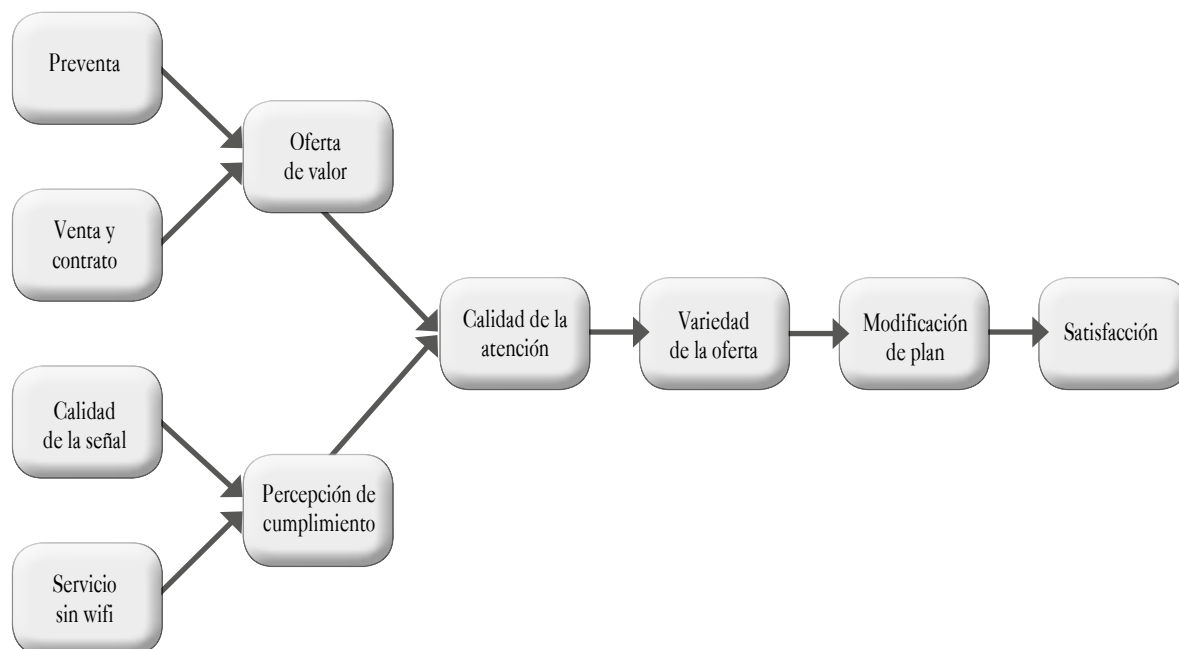 Preventa
Oferta
de valor
Venta y
contrato
Calidad de la
atención
Variedad
de la oferta
Modificación
de plan
Satisfacción
Calidad
de la señal
Percepción de
cumplimiento
Servicio
sin wifi